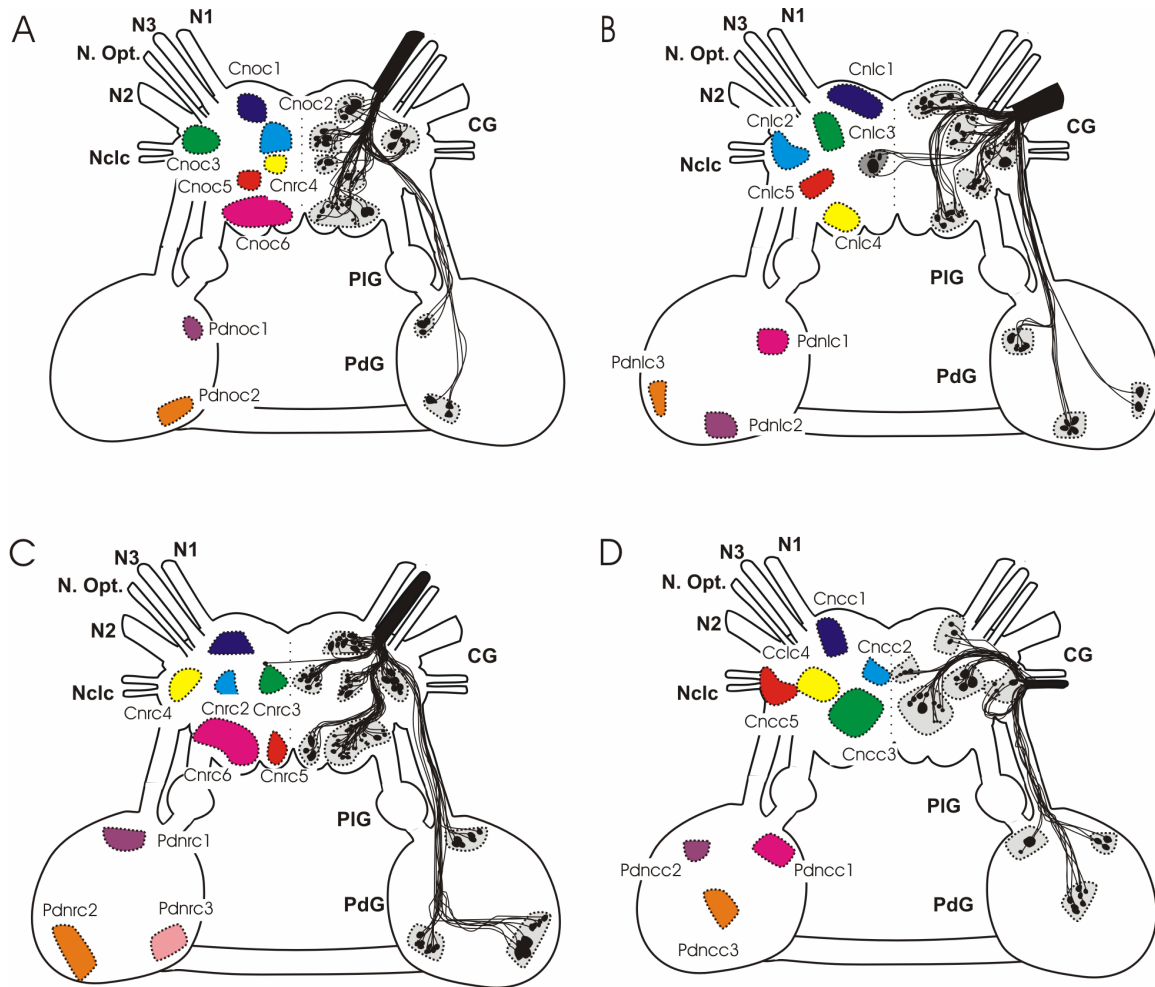 A
N1
N3
N. Opt.
N2
Nclc
Cnoc1
Cnoc2
Cnoc3
Cnrc4
Cnoc5
Cnoc6
CG
PlG
PdG
Pdnoc1
Pdnoc2
B
N1
N3
N. Opt.
N2
Nclc
Cnlc1
Cnlc2
Cnlc3
Cnlc5
Cnlc4
CG
PlG
PdG
Pdnlc1
Pdnlc3
Pdnlc2
C
N1
N3
N. Opt.
N2
Nclc
Cnrc4
Cnrc2
Cnrc3
Cnrc6
Cnrc5
CG
PlG
PdG
Pdnrc1
Pdnrc2
Pdnrc3
D
N1
N3
N. Opt.
N2
Nclc
Cncc1
Cclc4
Cncc2
Cncc5
Cncc3
CG
PlG
PdG
Pdncc2
Pdncc1
Pdncc3